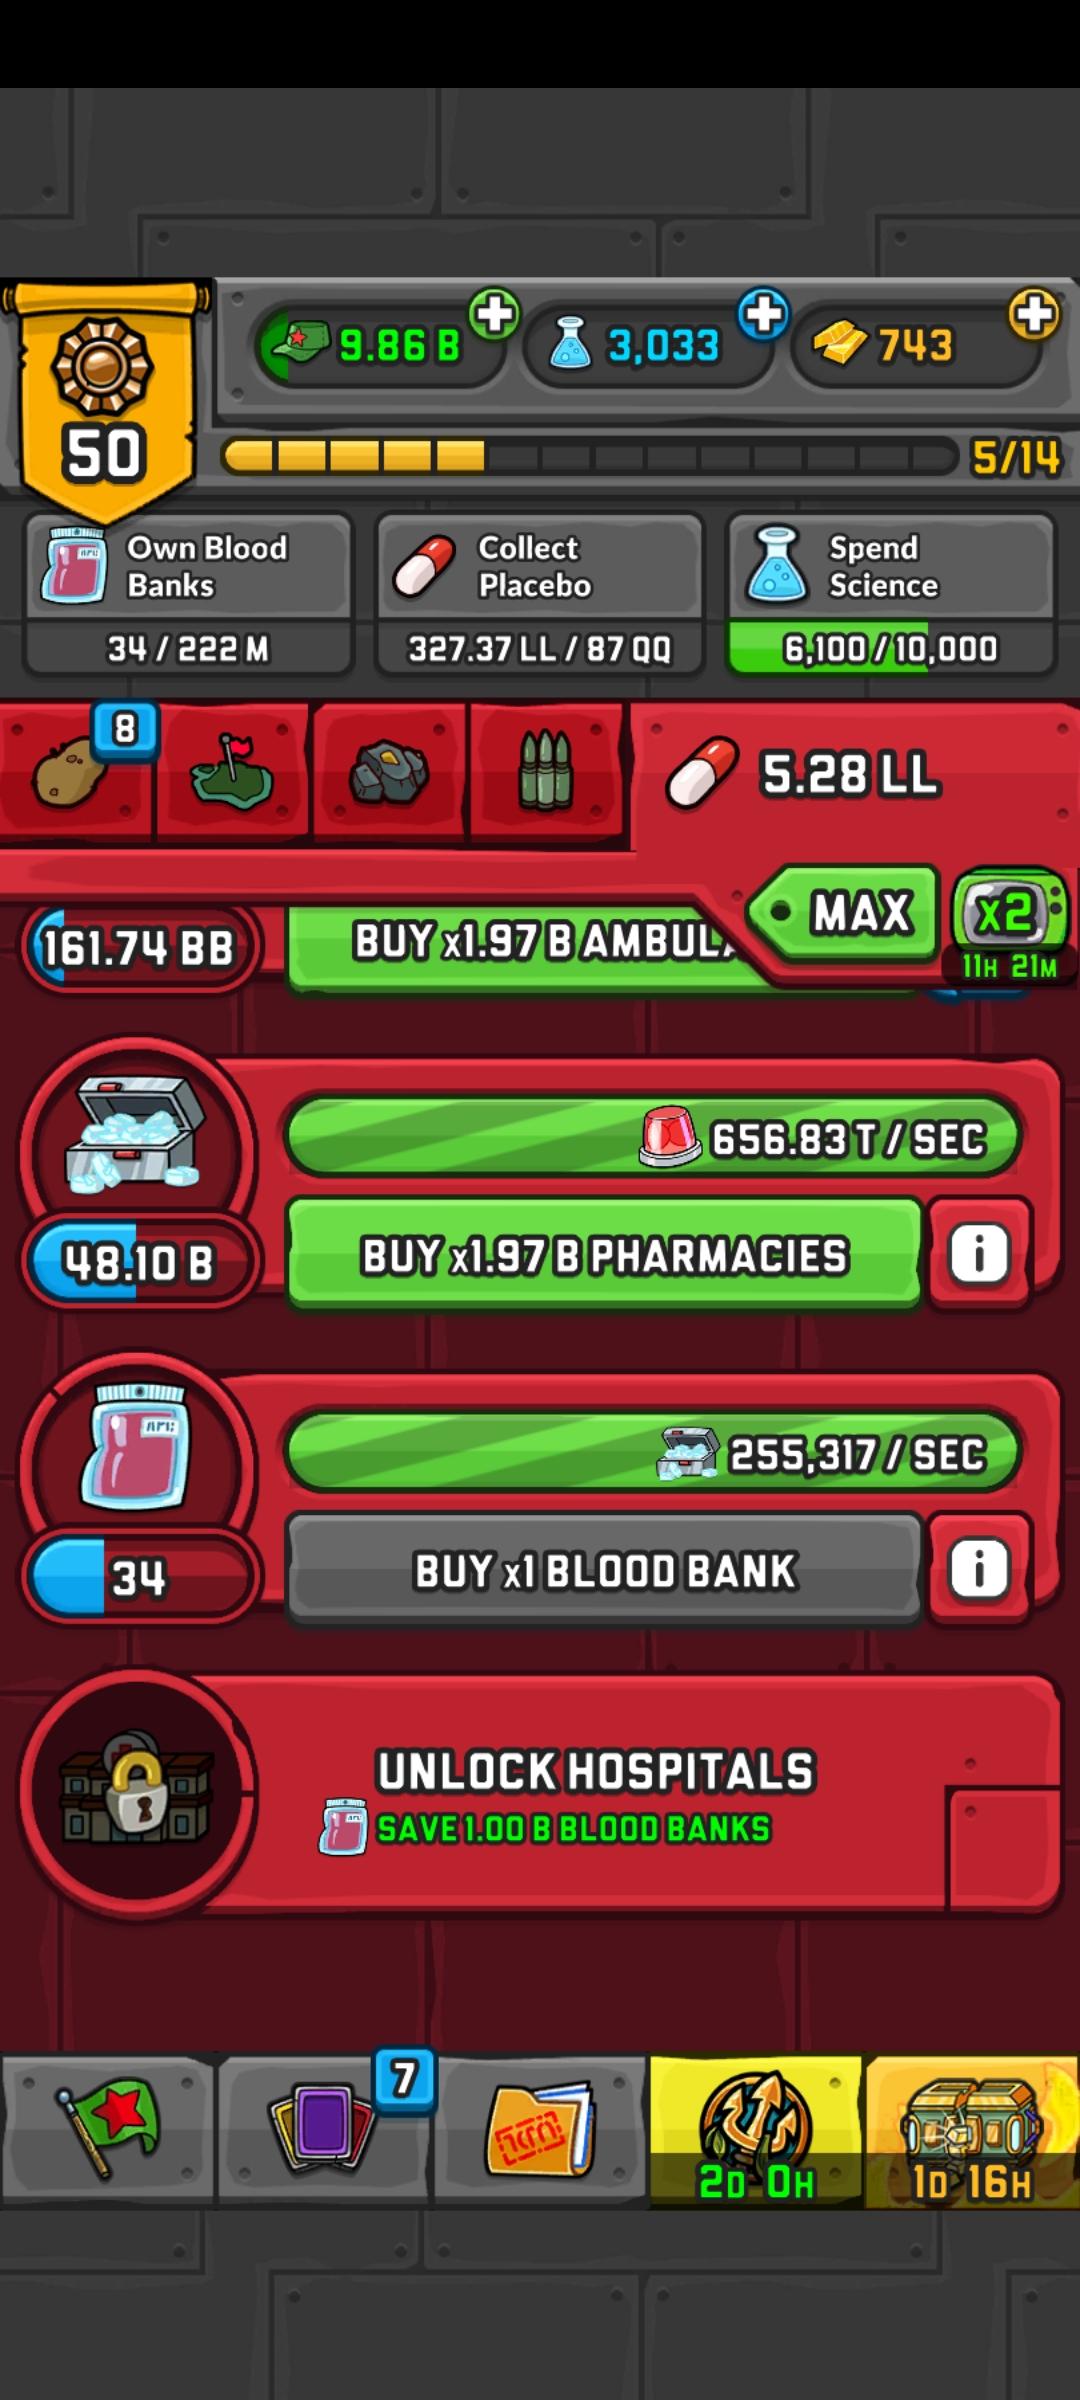 9.86 B
3,033
743
50
5/14
Own Blood
Banks
34 / 222 M
Collect
Placebo
327.37 LL / 87 QQ
Spend
Science
6,100 / 10,000
8
5.28 LL
MAX
x2
11H 21M
161.74 BB
BUY x1.97 B AMBUL
656.83 T / SEC
48.10 B
BUY x1.97 B PHARMACIES
i
255,317 / SEC
34
BUY x1 BLOOD BANK
i
UNLOCK HOSPITALS
SAVE 1.00 B BLOOD BANKS
7
2D 0H
1D 16H